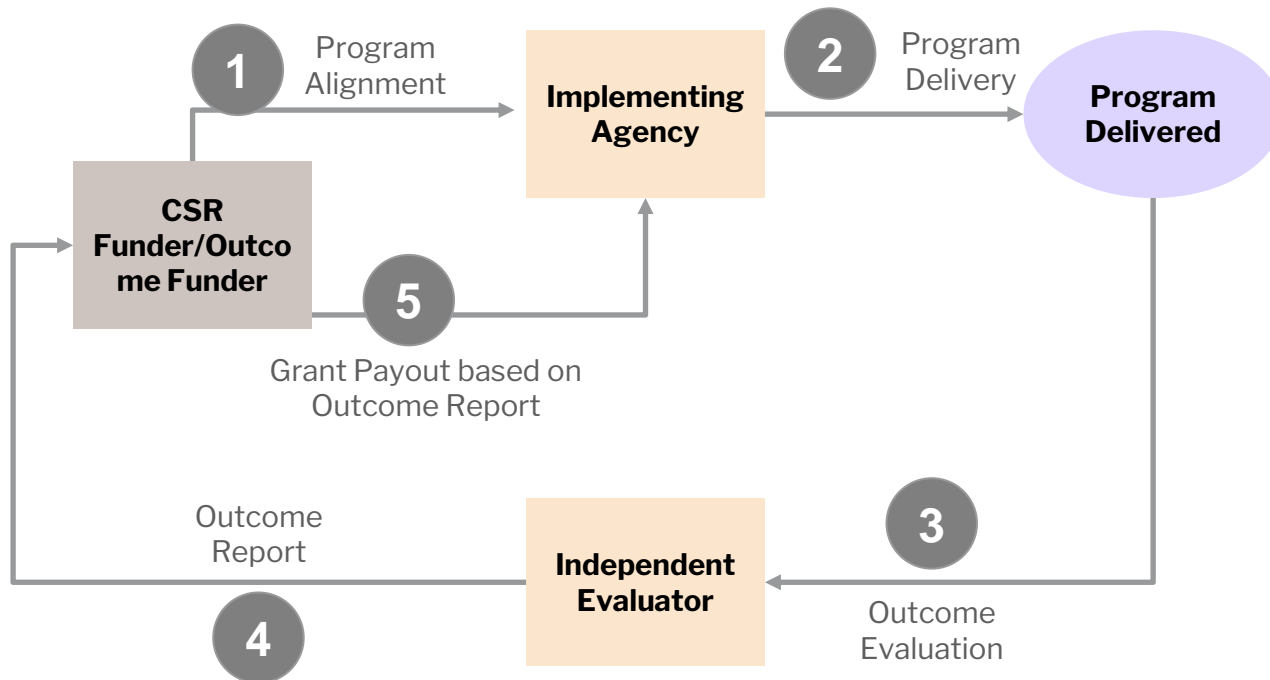 1
Program
Alignment
Implementing
Agency
2
Program
Delivery
Program
Delivered
CSR
Funder/Outco
me Funder
5
Grant Payout based on
Outcome Report
Outcome
Report
4
Independent
Evaluator
3
Outcome
Evaluation